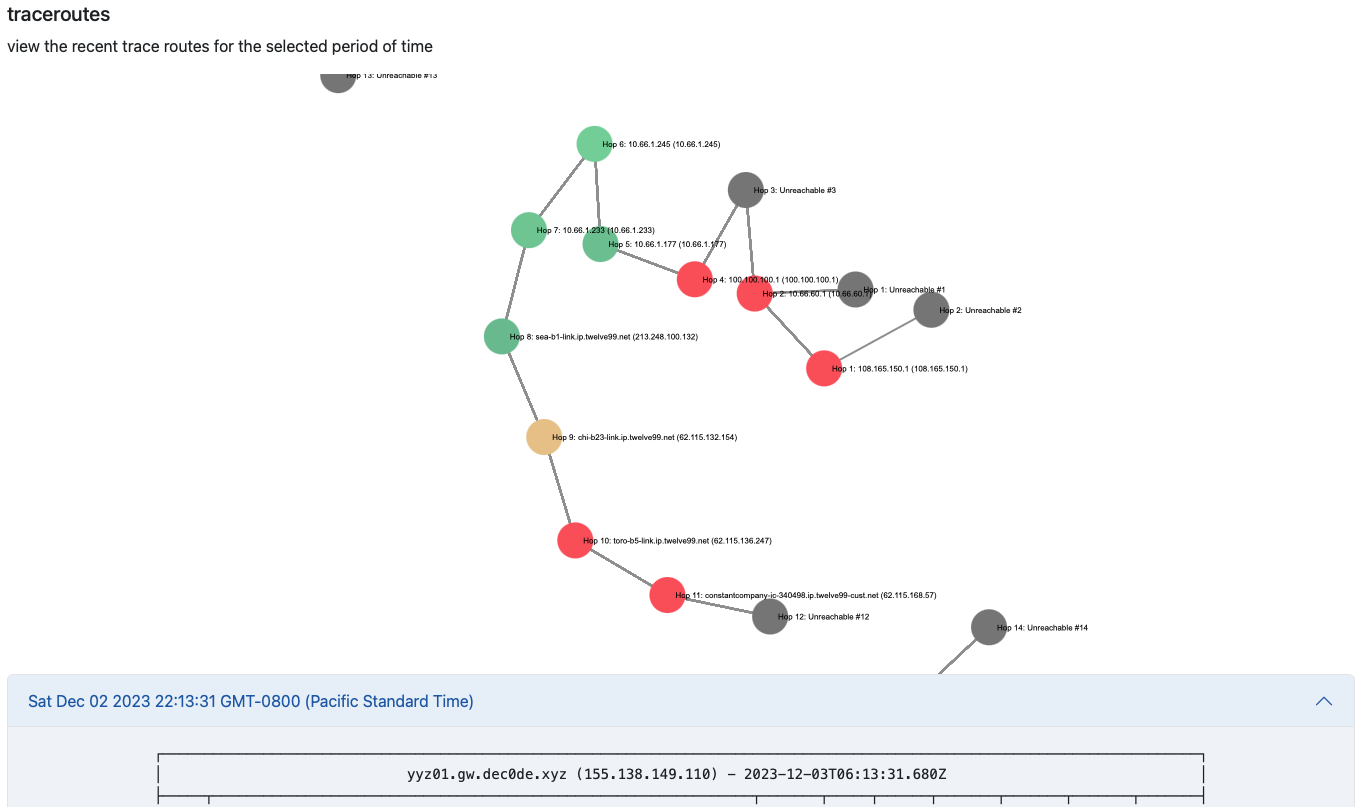 traceroutes
view the recent trace routes for the selected period of time
Hop 13: Unreachable #13
Hop 6: 10.66.1.245 (10.66.1.245)
Hop 3: Unreachable #3
Hop 7: 10.66.1.233 (10.66.1.233)
Hop 5: 10.66.1.177 (10.66.1.177)
Hop 4: 100.100.100.1 (100.100.100.1)
Hop 1: Unreachable #1
Hop 2: 10.66.60.1 (10.66.60.1)
Hop 2: Unreachable #2
Hop 8: sea-b1-link.ip.twelve99.net (213.248.100.132)
Hop 1: 108.165.150.1 (108.165.150.1)
Hop 9: chi-b23-link.ip.twelve99.net (62.115.132.154)
Hop 10: toro-b5-link.ip.twelve99.net (62.115.136.247)
Hop 11: constantcompany-ic-340498.ip.twelve99-cust.net (62.115.168.57)
Hop 12: Unreachable #12
Hop 14: Unreachable #14
Sat Dec 02 2023 22:13:31 GMT-0800 (Pacific Standard Time)
yyz01.gw.dec0de.xyz (155.138.149.110) - 2023-12-03T06:13:31.680Z